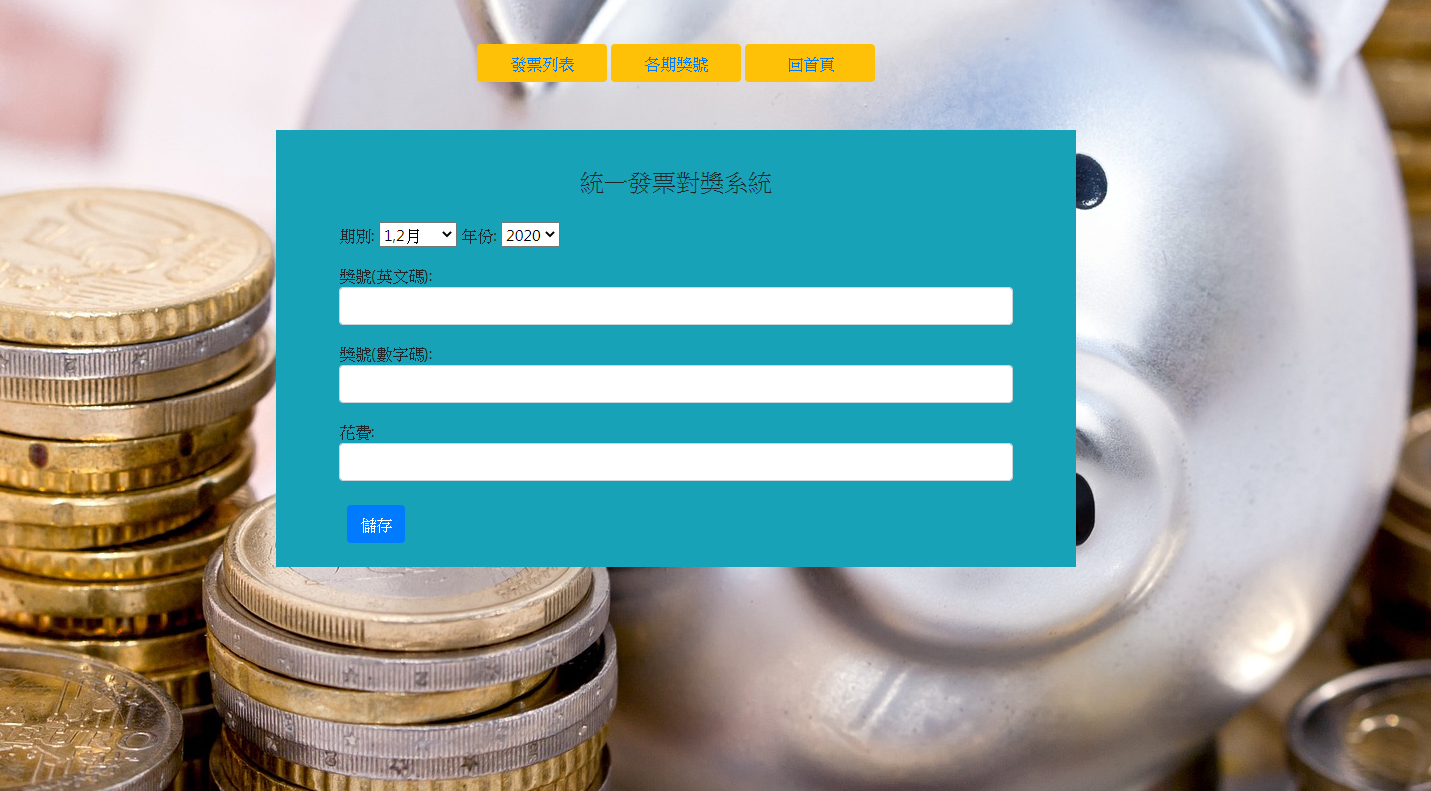 發票列表 各期獎號 回首頁
統一發票對獎系統
期別: 1,2月 年份: 2020
獎號(英文碼):
獎號(數字碼):
花費:
儲存